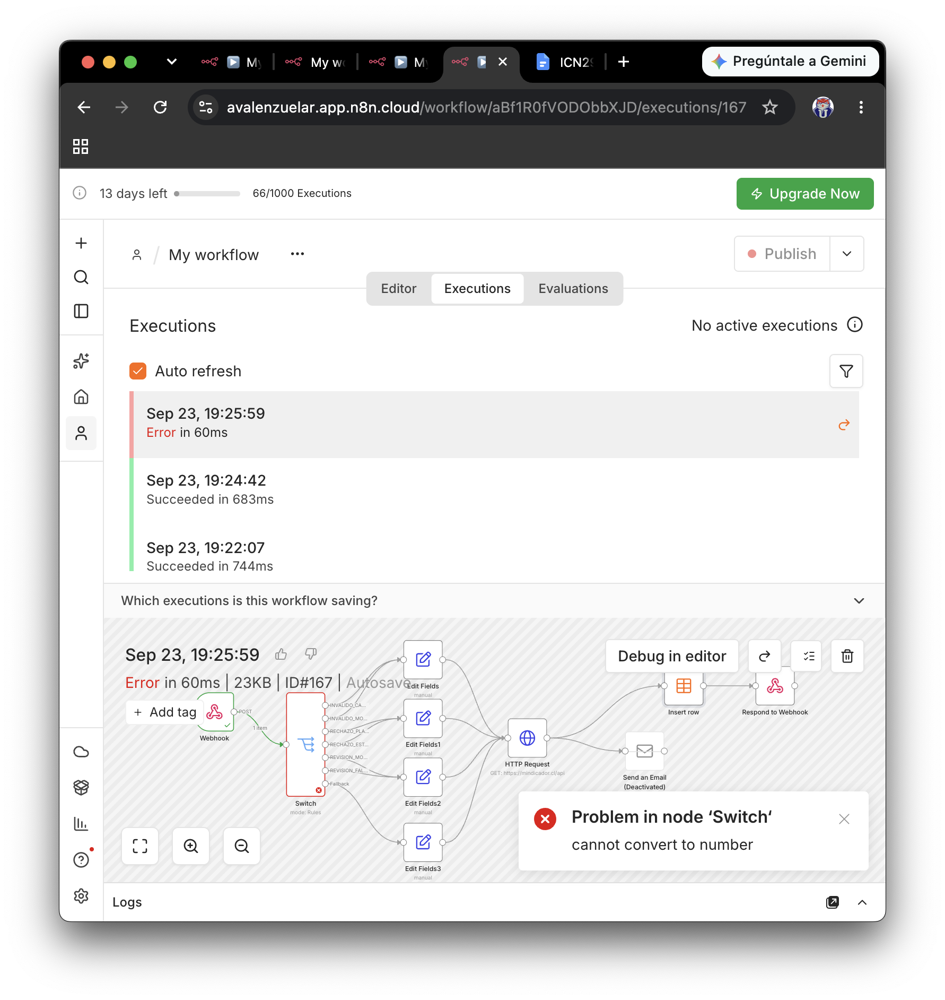 My
My wo
My
ICN29
Pregúntale a Gemini
avalenzuelar.app.n8n.cloud/workflow/aBf1R0fVODObbXJD/executions/167
13 days left
66/1000 Executions
Upgrade Now
/ My workflow
Publish
Editor
Executions
Evaluations
Executions
No active executions
Auto refresh
Sep 23, 19:25:59
Error in 60ms
Sep 23, 19:24:42
Succeeded in 683ms
Sep 23, 19:22:07
Succeeded in 744ms
Which executions is this workflow saving?
Sep 23, 19:25:59
Error in 60ms | 23KB | ID#167 | Autosave
+ Add tag
Debug in editor
Webhook
POST
1 item
INVALIDO_CA...
INVALIDO_MO...
RECHAZO_PLA...
RECHAZO_EST...
REVISION_MO...
REVISION_FAL...
Fallback
Switch
mode: Rules
Edit Fields
manual
Edit Fields1
manual
Edit Fields2
manual
Edit Fields3
manual
HTTP Request
GET: https://mindicador.cl/api
Insert row
Respond to Webhook
Send an Email
(Deactivated)
Problem in node ‘Switch‘
cannot convert to number
Logs